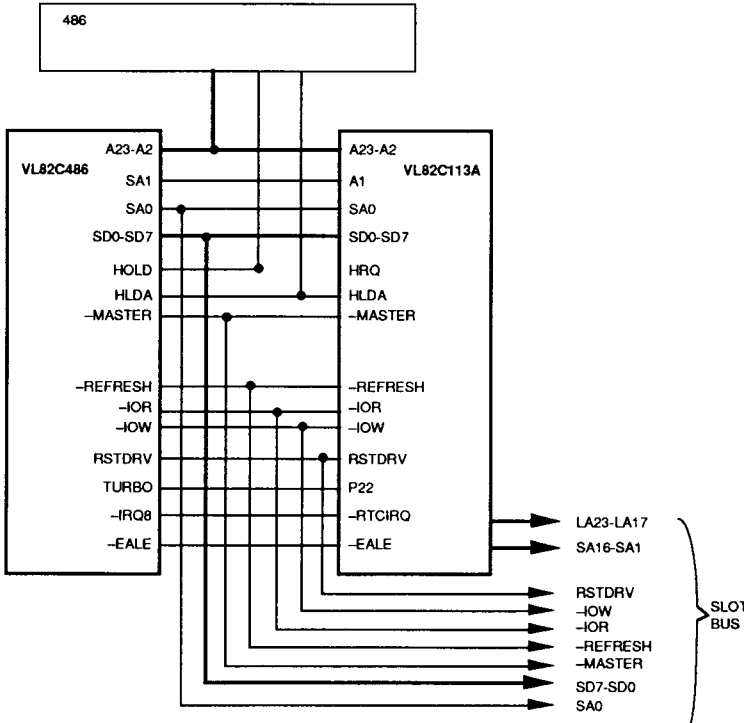 486
VL82C486
A23-A2
SA1
SA0
SD0-SD7
HOLD
HLDA
–MASTER
–REFRESH
–IOR
–IOW
RSTDRV
TURBO
–IRQ8
–EALE
VL82C113A
A23-A2
A1
SA0
SD0-SD7
HRQ
HLDA
–MASTER
–REFRESH
–IOR
–IOW
RSTDRV
P22
–RTCIRQ
–EALE
LA23-LA17
SA16-SA1
RSTDRV
–IOW
–IOR
–REFRESH
–MASTER
SD7-SD0
SA0
SLOT
BUS